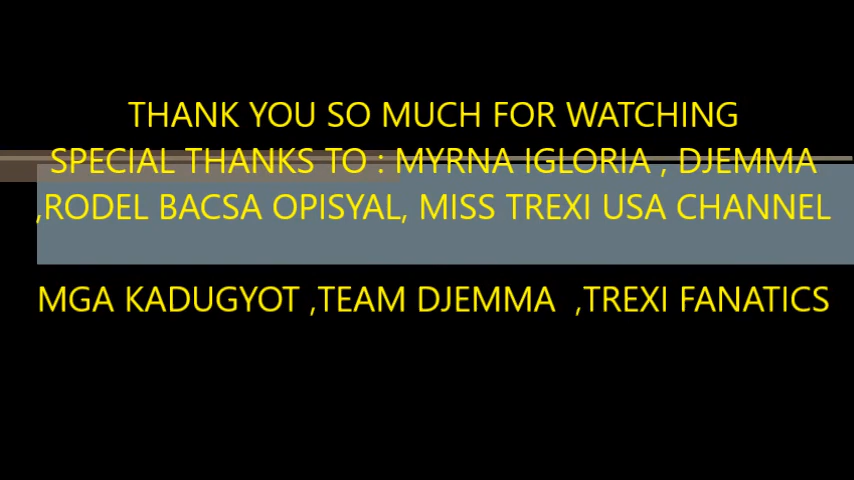 THANK YOU SO MUCH FOR WATCHING
SPECIAL THANKS TO : MYRNA IGLORIA , DJEMMA
,RODEL BACSA OPISYAL, MISS TREXI USA CHANNEL
MGA KADUGYOT ,TEAM DJEMMA  ,TREXI FANATICS